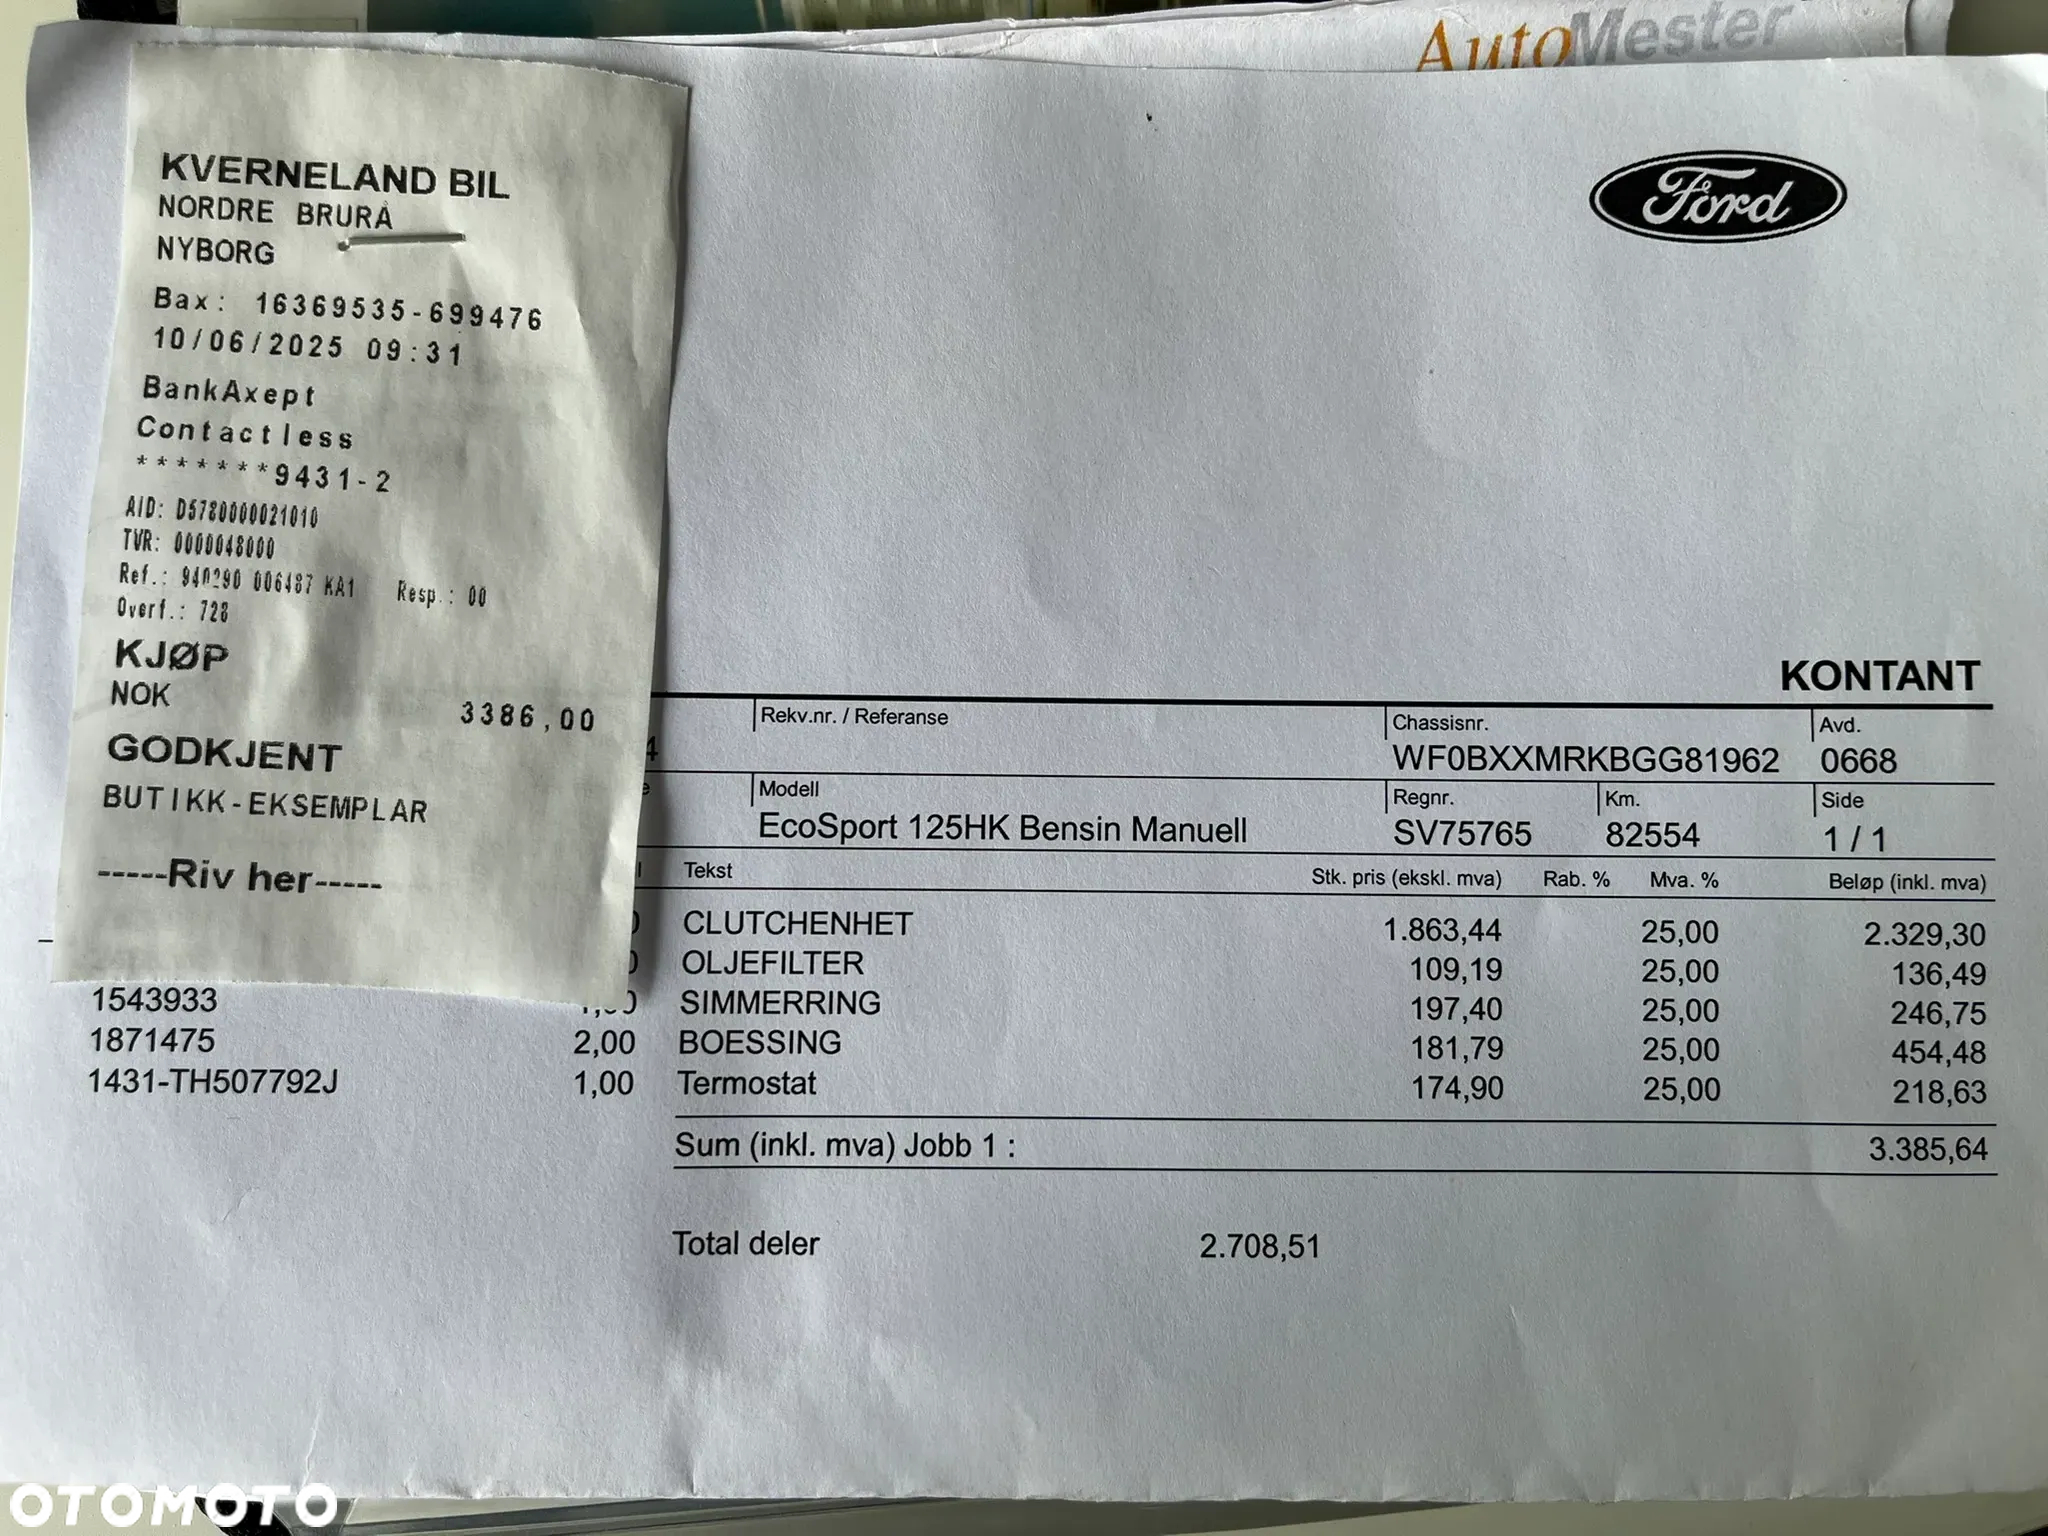 AutoMester
KVERNELAND BIL
NORDRE BRURÅ
NYBORG
Bax: 16369535-699476
10/06/2025 09:31
BankAxept
Contactless
*******9431-2
AID: D5780000021010
TVR: 0000048000
Ref.: 940290 006487 KA1 Resp.: 00
Overf.: 728
KJØP
NOK 3386,00
GODKJENT
BUTIKK-EKSEMPLAR
-----Riv her-----
Ford
KONTANT
Rekv.nr. / Referanse Chassisnr. Avd.
4 WF0BXXMRKBGG81962 0668
Modell Regnr. Km. Side
EcoSport 125HK Bensin Manuell SV75765 82554 1 / 1
Tekst Stk. pris (ekskl. mva) Rab. % Mva. % Beløp (inkl. mva)
CLUTCHENHET 1.863,44 25,00 2.329,30
OLJEFILTER 109,19 25,00 136,49
1543933 SIMMERRING 197,40 25,00 246,75
1871475 2,00 BOESSING 181,79 25,00 454,48
1431-TH507792J 1,00 Termostat 174,90 25,00 218,63
Sum (inkl. mva) Jobb 1 : 3.385,64
Total deler 2.708,51
OTOMOTO